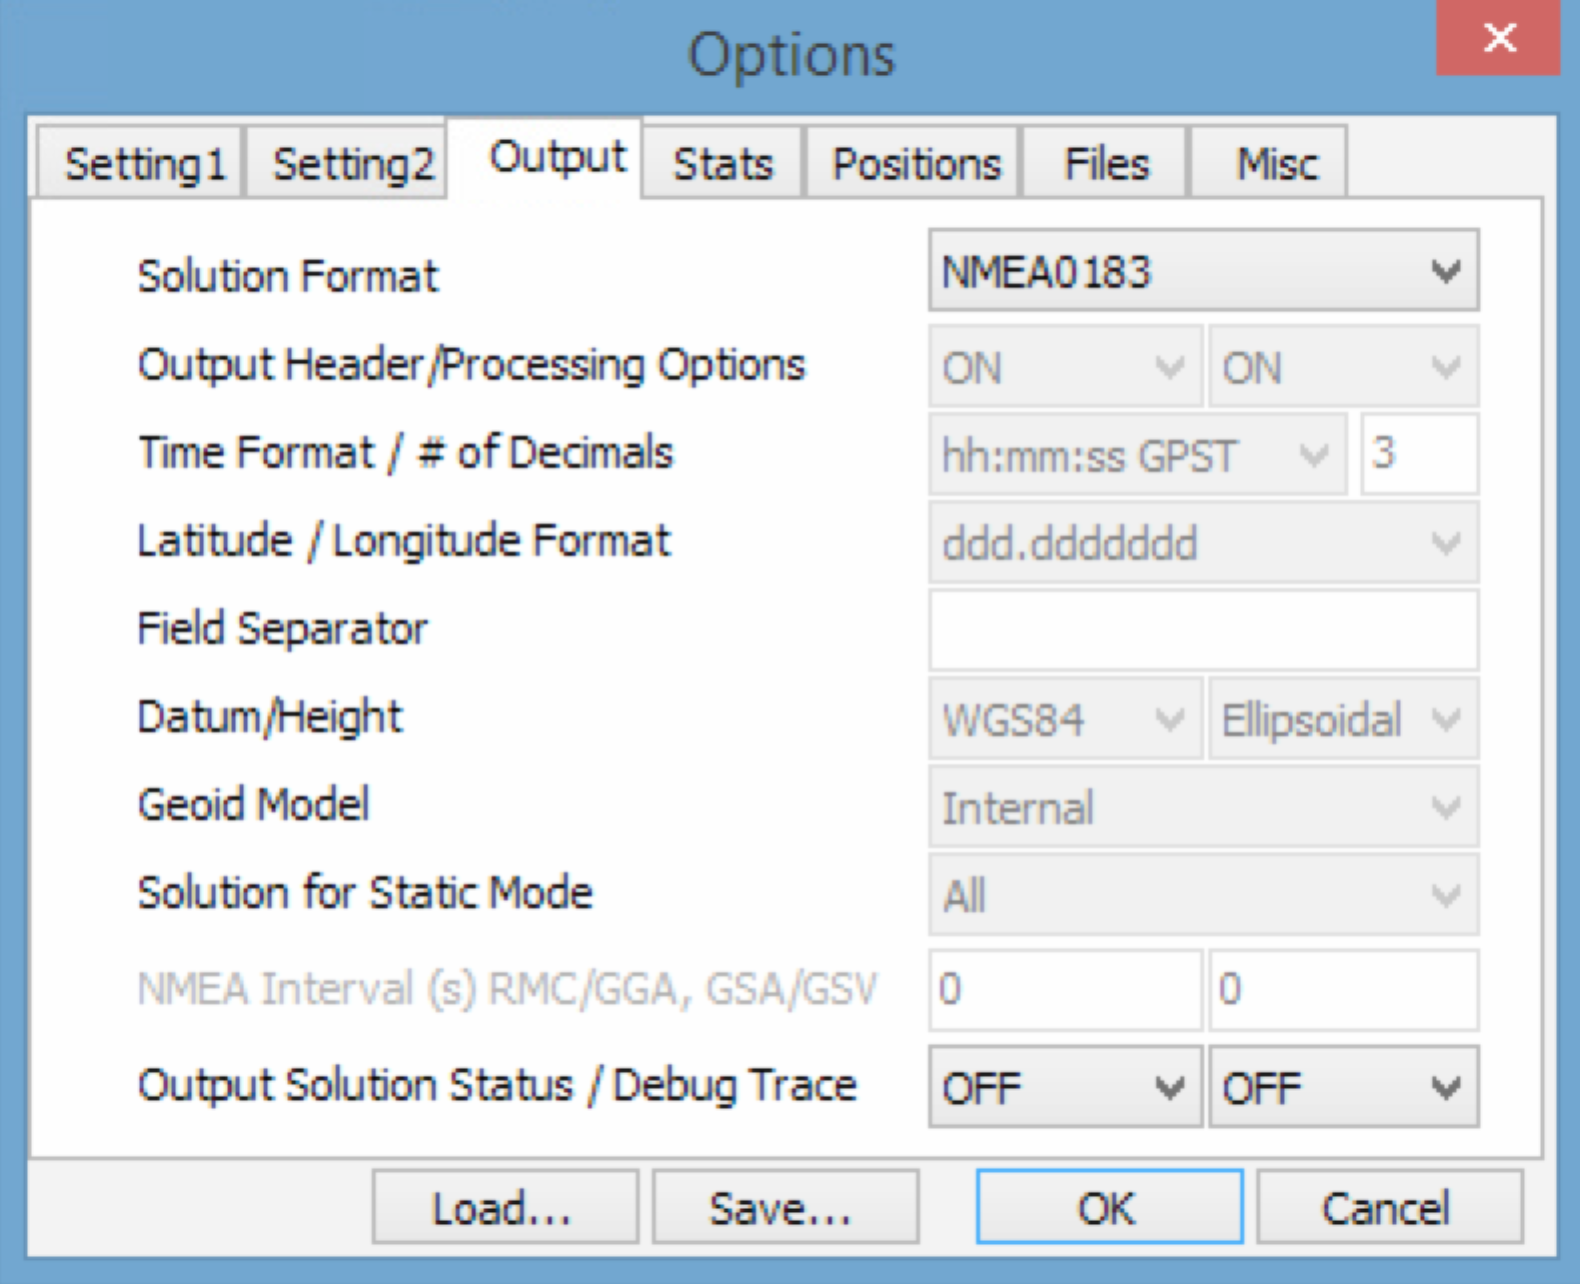 Options
Setting1 Setting2 Output Stats Positions Files Misc
Solution Format NMEA0183
Output Header/Processing Options ON ON
Time Format / # of Decimals hh:mm:ss GPST 3
Latitude / Longitude Format ddd.ddddddd
Field Separator
Datum/Height WGS84 Ellipsoidal
Geoid Model Internal
Solution for Static Mode All
NMEA Interval (s) RMC/GGA, GSA/GSV 0 0
Output Solution Status / Debug Trace OFF OFF
Load... Save... OK Cancel